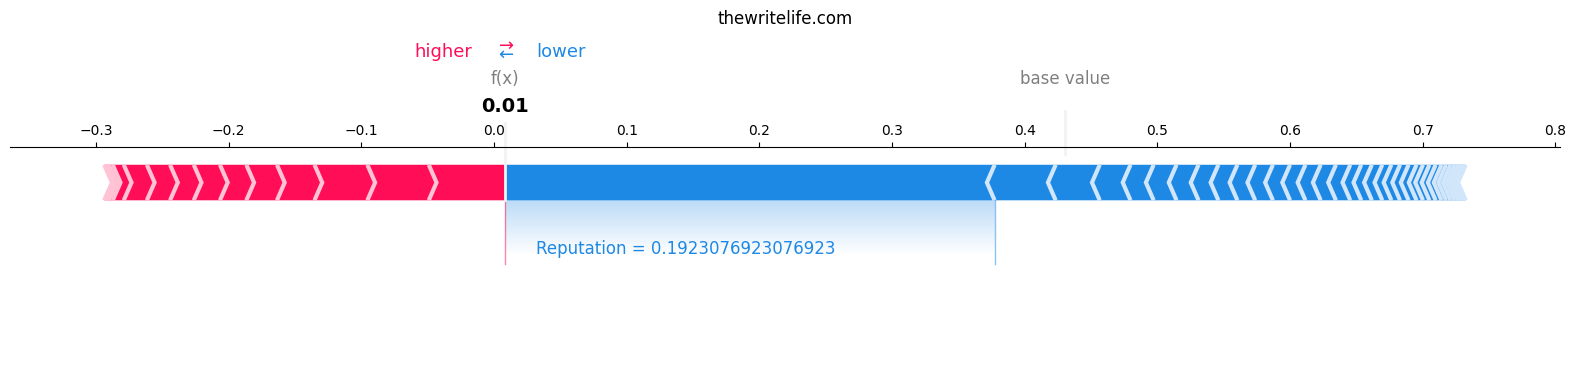 thewritelife.com
higher ⇄ lower
f(x) base value
0.01
−0.3 −0.2 −0.1 0.0 0.1 0.2 0.3 0.4 0.5 0.6 0.7 0.8
Reputation = 0.1923076923076923